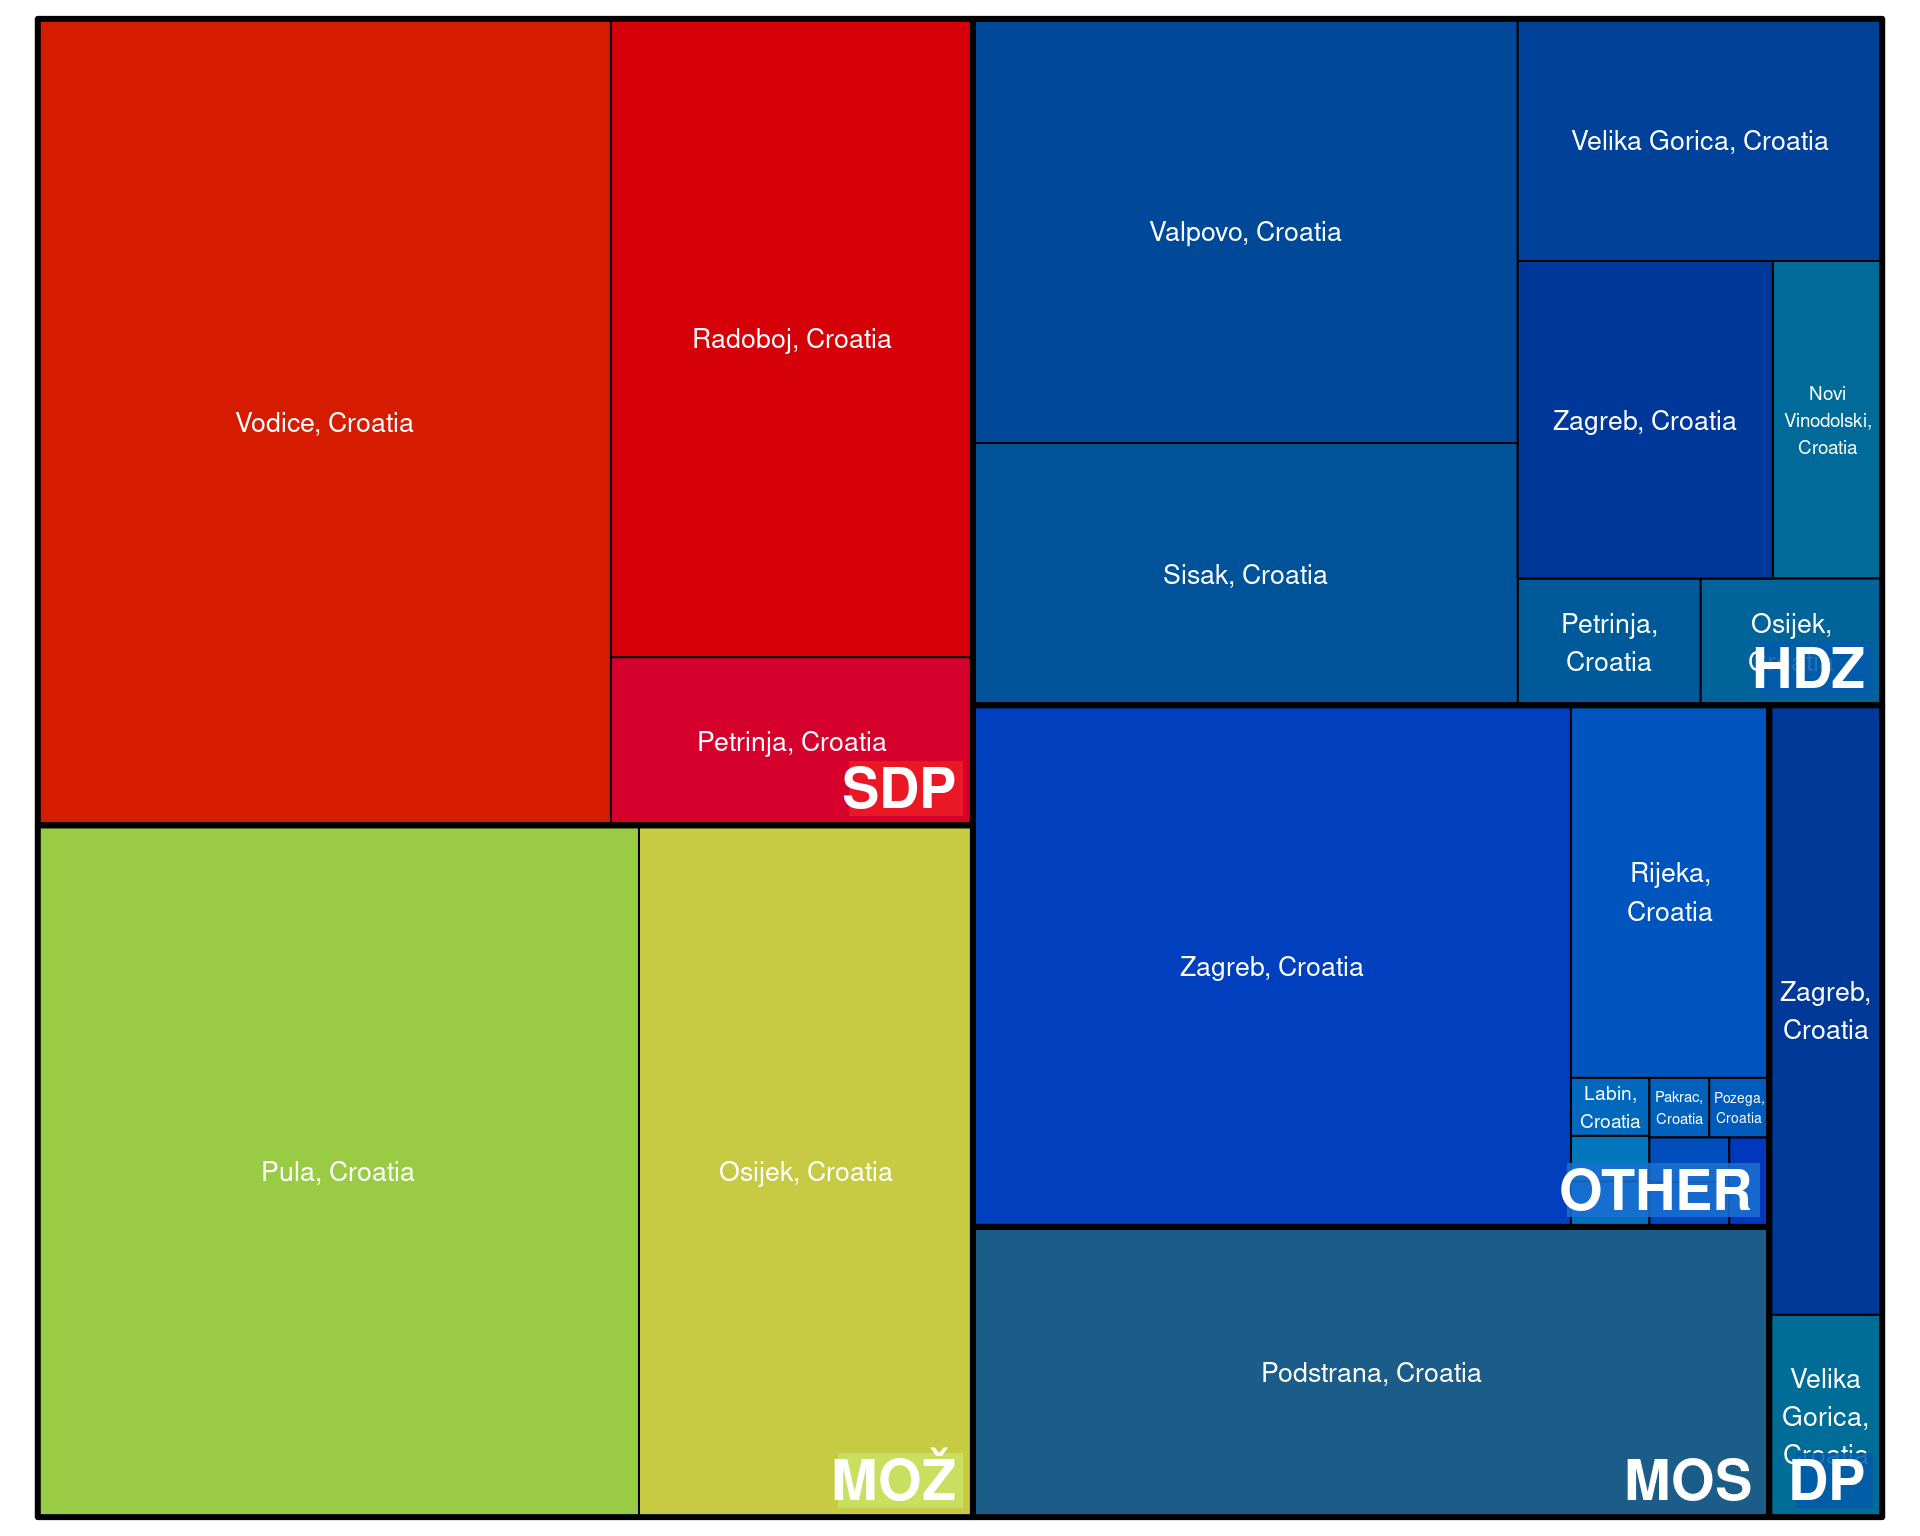 Vodice, Croatia
Radoboj, Croatia
Petrinja, Croatia
SDP
Pula, Croatia
Osijek, Croatia
MOŽ
Valpovo, Croatia
Sisak, Croatia
Velika Gorica, Croatia
Zagreb, Croatia
Novi
Vinodolski,
Croatia
Petrinja,
Croatia
Osijek,
Croatia
HDZ
Zagreb, Croatia
Rijeka,
Croatia
Labin,
Croatia
Pakrac,
Croatia
Pozega,
Croatia
OTHER
Podstrana, Croatia
MOS
Zagreb,
Croatia
Velika
Gorica,
Croatia
DP